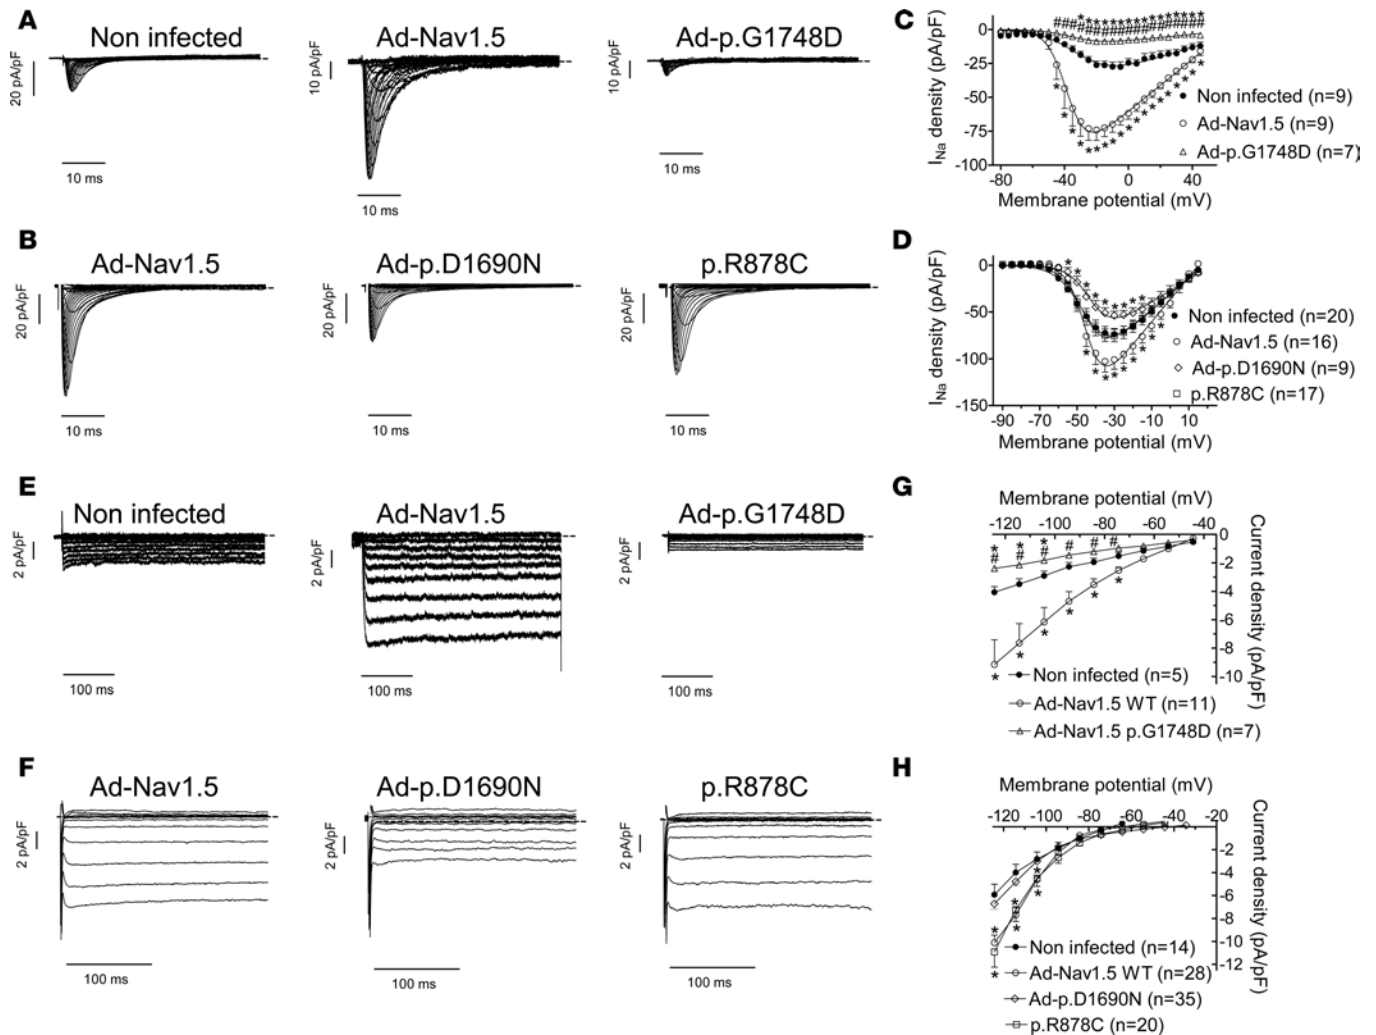 A
Non infected
Ad-Nav1.5
Ad-p.G1748D
20 pA/pF
10 pA/pF
10 pA/pF
10 ms
10 ms
10 ms
C
0
-25
-50
-75
-100
I_Na density (pA/pF)
Non infected (n=9)
Ad-Nav1.5 (n=9)
Ad-p.G1748D (n=7)
-80 -40 0 40
Membrane potential (mV)
B
Ad-Nav1.5
Ad-p.D1690N
p.R878C
20 pA/pF
20 pA/pF
20 pA/pF
10 ms
10 ms
10 ms
D
0
-50
-100
-150
I_Na density (pA/pF)
Non infected (n=20)
Ad-Nav1.5 (n=16)
Ad-p.D1690N (n=9)
p.R878C (n=17)
-90 -70 -50 -30 -10 10
Membrane potential (mV)
E
Non infected
Ad-Nav1.5
Ad-p.G1748D
2 pA/pF
2 pA/pF
2 pA/pF
100 ms
100 ms
100 ms
G
Membrane potential (mV)
-120 -100 -80 -60 -40
0
-2
-4
-6
-8
-10
Current density (pA/pF)
Non infected (n=5)
Ad-Nav1.5 WT (n=11)
Ad-Nav1.5 p.G1748D (n=7)
F
Ad-Nav1.5
Ad-p.D1690N
p.R878C
2 pA/pF
2 pA/pF
2 pA/pF
100 ms
100 ms
100 ms
H
Membrane potential (mV)
-120 -100 -80 -60 -40 -20
-2
-4
-6
-8
-10
-12
Current density (pA/pF)
Non infected (n=14)
Ad-Nav1.5 WT (n=28)
Ad-p.D1690N (n=35)
p.R878C (n=20)